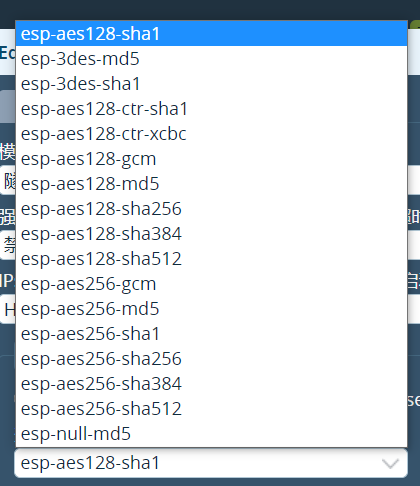 esp-aes128-sha1
esp-3des-md5
esp-3des-sha1
esp-aes128-ctr-sha1
esp-aes128-ctr-xcbc
esp-aes128-gcm
esp-aes128-md5
esp-aes128-sha256
esp-aes128-sha384
esp-aes128-sha512
esp-aes256-gcm
esp-aes256-md5
esp-aes256-sha1
esp-aes256-sha256
esp-aes256-sha384
esp-aes256-sha512
esp-null-md5
esp-aes128-sha1